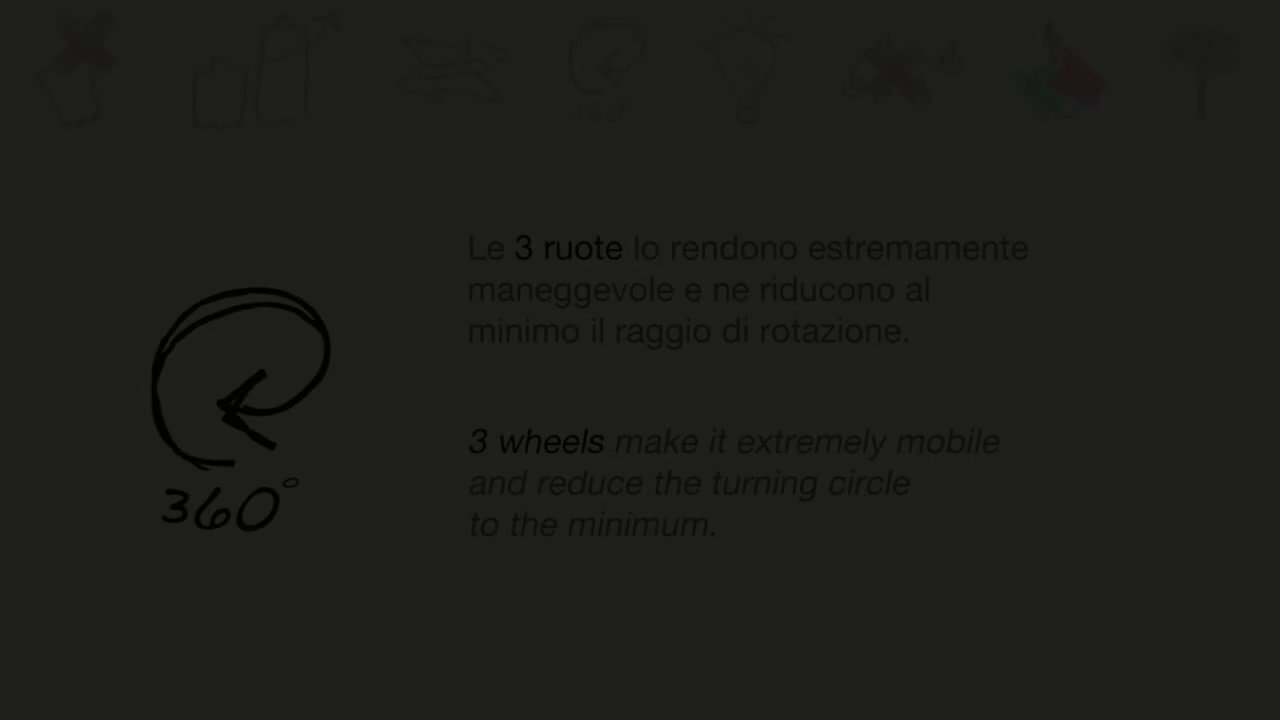 Le 3 ruote lo rendono estremamente
maneggevole e ne riducono al
minimo il raggio di rotazione.
360°
3 wheels make it extremely mobile
and reduce the turning circle
to the minimum.